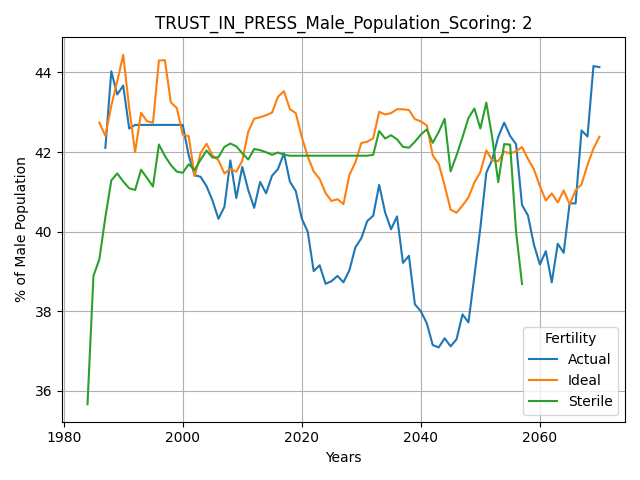 TRUST_IN_PRESS_Male_Population_Scoring: 2
% of Male Population
44
42
40
38
36
1980
2000
2020
2040
2060
Years
Fertility
Actual
Ideal
Sterile